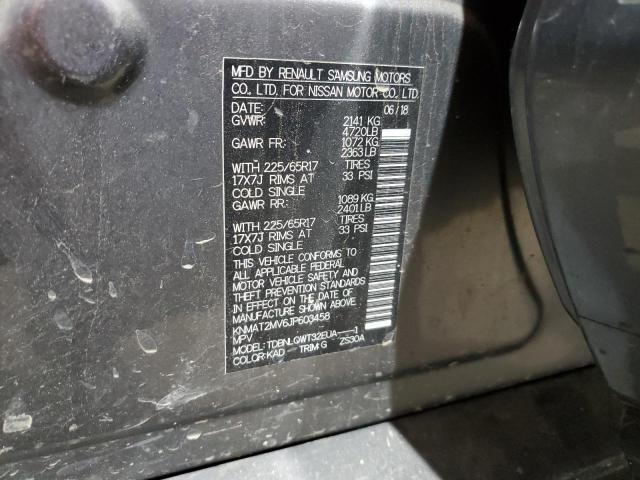 MFD BY RENAULT SAMSUNG MOTORS
CO., LTD. FOR NISSAN MOTOR CO., LTD.
DATE: 06/18
GVWR: 2141 KG
4720LB
GAWR FR: 1072 KG
2363LB
WITH 225/65R17 TIRES
17X7J RIMS AT 33 PSI
COLD SINGLE
GAWR RR: 1089 KG
2401LB
WITH 225/65R17 TIRES
17X7J RIMS AT 33 PSI
COLD SINGLE
THIS VEHICLE CONFORMS TO
ALL APPLICABLE FEDERAL
MOTOR VEHICLE SAFETY AND
THEFT PREVENTION STANDARDS
IN EFFECT ON THE DATE OF
MANUFACTURE SHOWN ABOVE
KNMAT2MV6JP603458
MPV
MODEL: TDBNLQWT32EUA----1
COLOR:KAD -- TRIM:G ZS30A